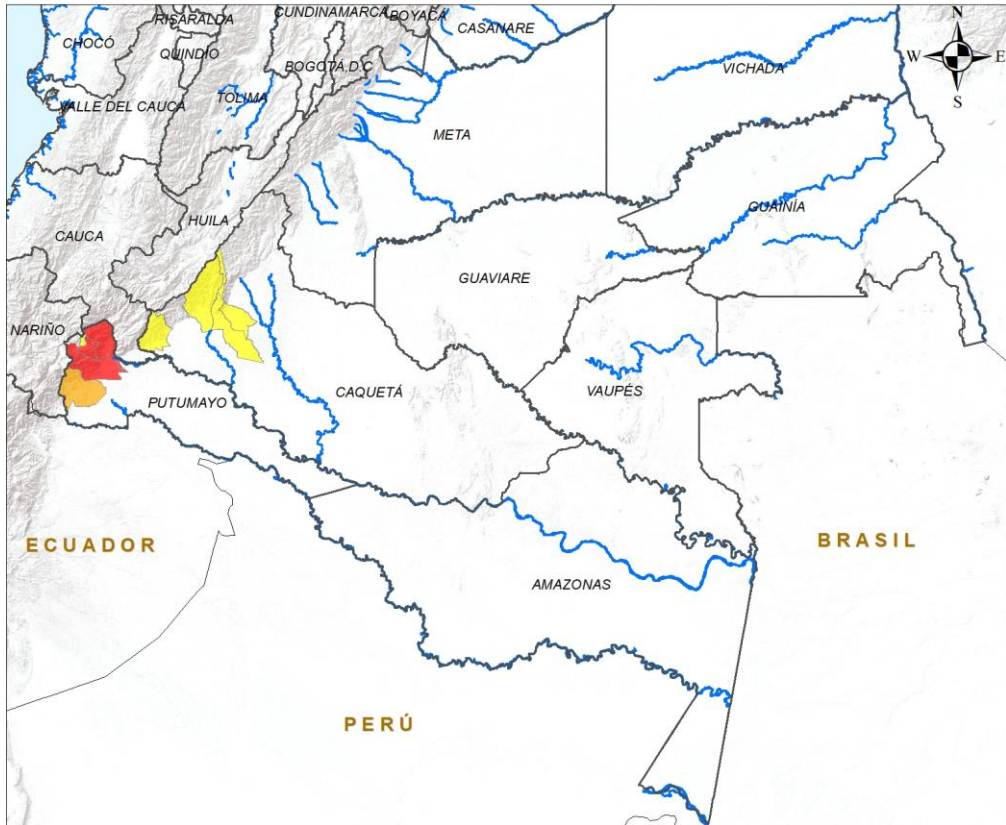 RISARALDA
CUNDINAMARCA
BOYACÁ
CASANARE
CHOCÓ
QUINDÍO
BOGOTÁ D.C
VICHADA
N
W
E
S
VALLE DEL CAUCA
TOLIMA
META
HUILA
GUAINÍA
CAUCA
GUAVIARE
NARIÑO
CAQUETÁ
VAUPÉS
PUTUMAYO
ECUADOR
BRASIL
AMAZONAS
PERÚ